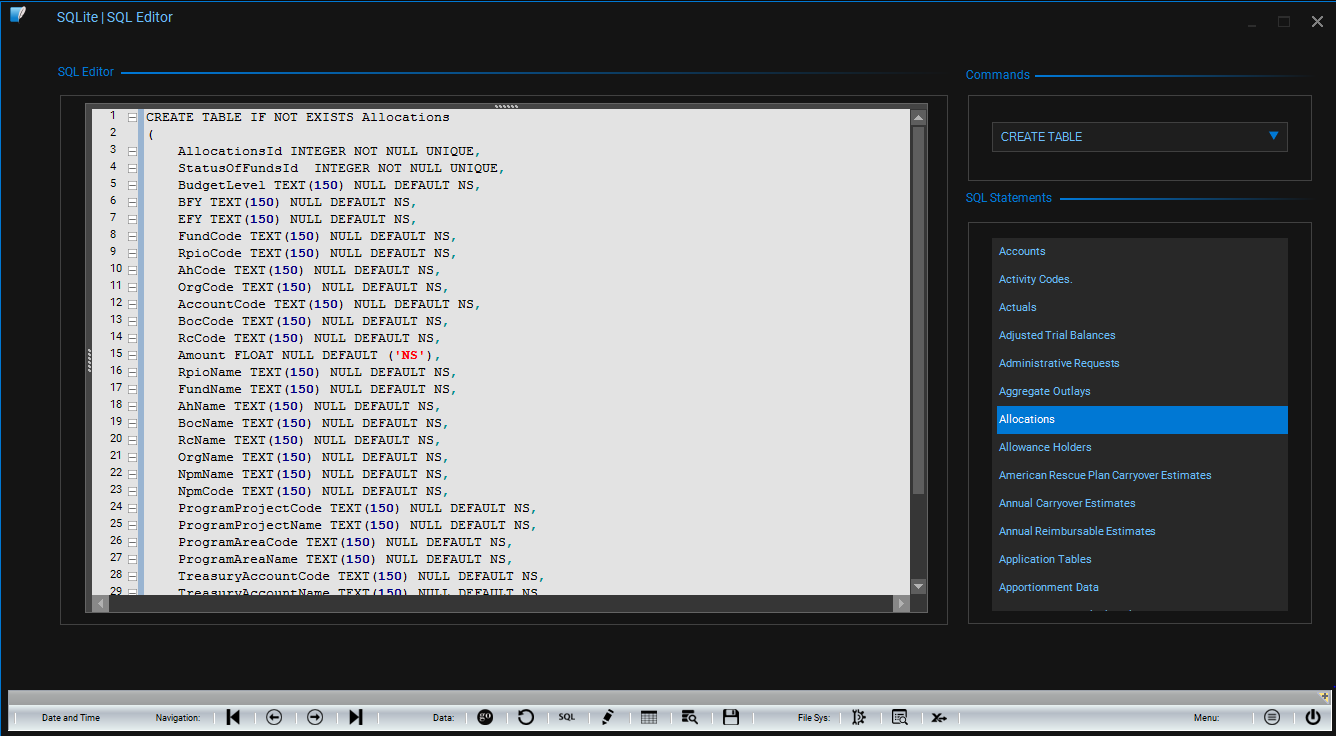 SQLite | SQL Editor
SQL Editor
1 CREATE TABLE IF NOT EXISTS Allocations
2 (
3 AllocationsId INTEGER NOT NULL UNIQUE,
4 StatusOfFundsId  INTEGER NOT NULL UNIQUE,
5 BudgetLevel TEXT(150) NULL DEFAULT NS,
6 BFY TEXT(150) NULL DEFAULT NS,
7 EFY TEXT(150) NULL DEFAULT NS,
8 FundCode TEXT(150) NULL DEFAULT NS,
9 RpioCode TEXT(150) NULL DEFAULT NS,
10 AhCode TEXT(150) NULL DEFAULT NS,
11 OrgCode TEXT(150) NULL DEFAULT NS,
12 AccountCode TEXT(150) NULL DEFAULT NS,
13 BocCode TEXT(150) NULL DEFAULT NS,
14 RcCode TEXT(150) NULL DEFAULT NS,
15 Amount FLOAT NULL DEFAULT ('NS'),
16 RpioName TEXT(150) NULL DEFAULT NS,
17 FundName TEXT(150) NULL DEFAULT NS,
18 AhName TEXT(150) NULL DEFAULT NS,
19 BocName TEXT(150) NULL DEFAULT NS,
20 RcName TEXT(150) NULL DEFAULT NS,
21 OrgName TEXT(150) NULL DEFAULT NS,
22 NpmName TEXT(150) NULL DEFAULT NS,
23 NpmCode TEXT(150) NULL DEFAULT NS,
24 ProgramProjectCode TEXT(150) NULL DEFAULT NS,
25 ProgramProjectName TEXT(150) NULL DEFAULT NS,
26 ProgramAreaCode TEXT(150) NULL DEFAULT NS,
27 ProgramAreaName TEXT(150) NULL DEFAULT NS,
28 TreasuryAccountCode TEXT(150) NULL DEFAULT NS,
29 TreasuryAccountName TEXT(150) NULL DEFAULT NS
Commands
CREATE TABLE
SQL Statements
Accounts
Activity Codes.
Actuals
Adjusted Trial Balances
Administrative Requests
Aggregate Outlays
Allocations
Allowance Holders
American Rescue Plan Carryover Estimates
Annual Carryover Estimates
Annual Reimbursable Estimates
Application Tables
Apportionment Data
Date and Time Navigation: Data: go SQL File Sys: Menu: